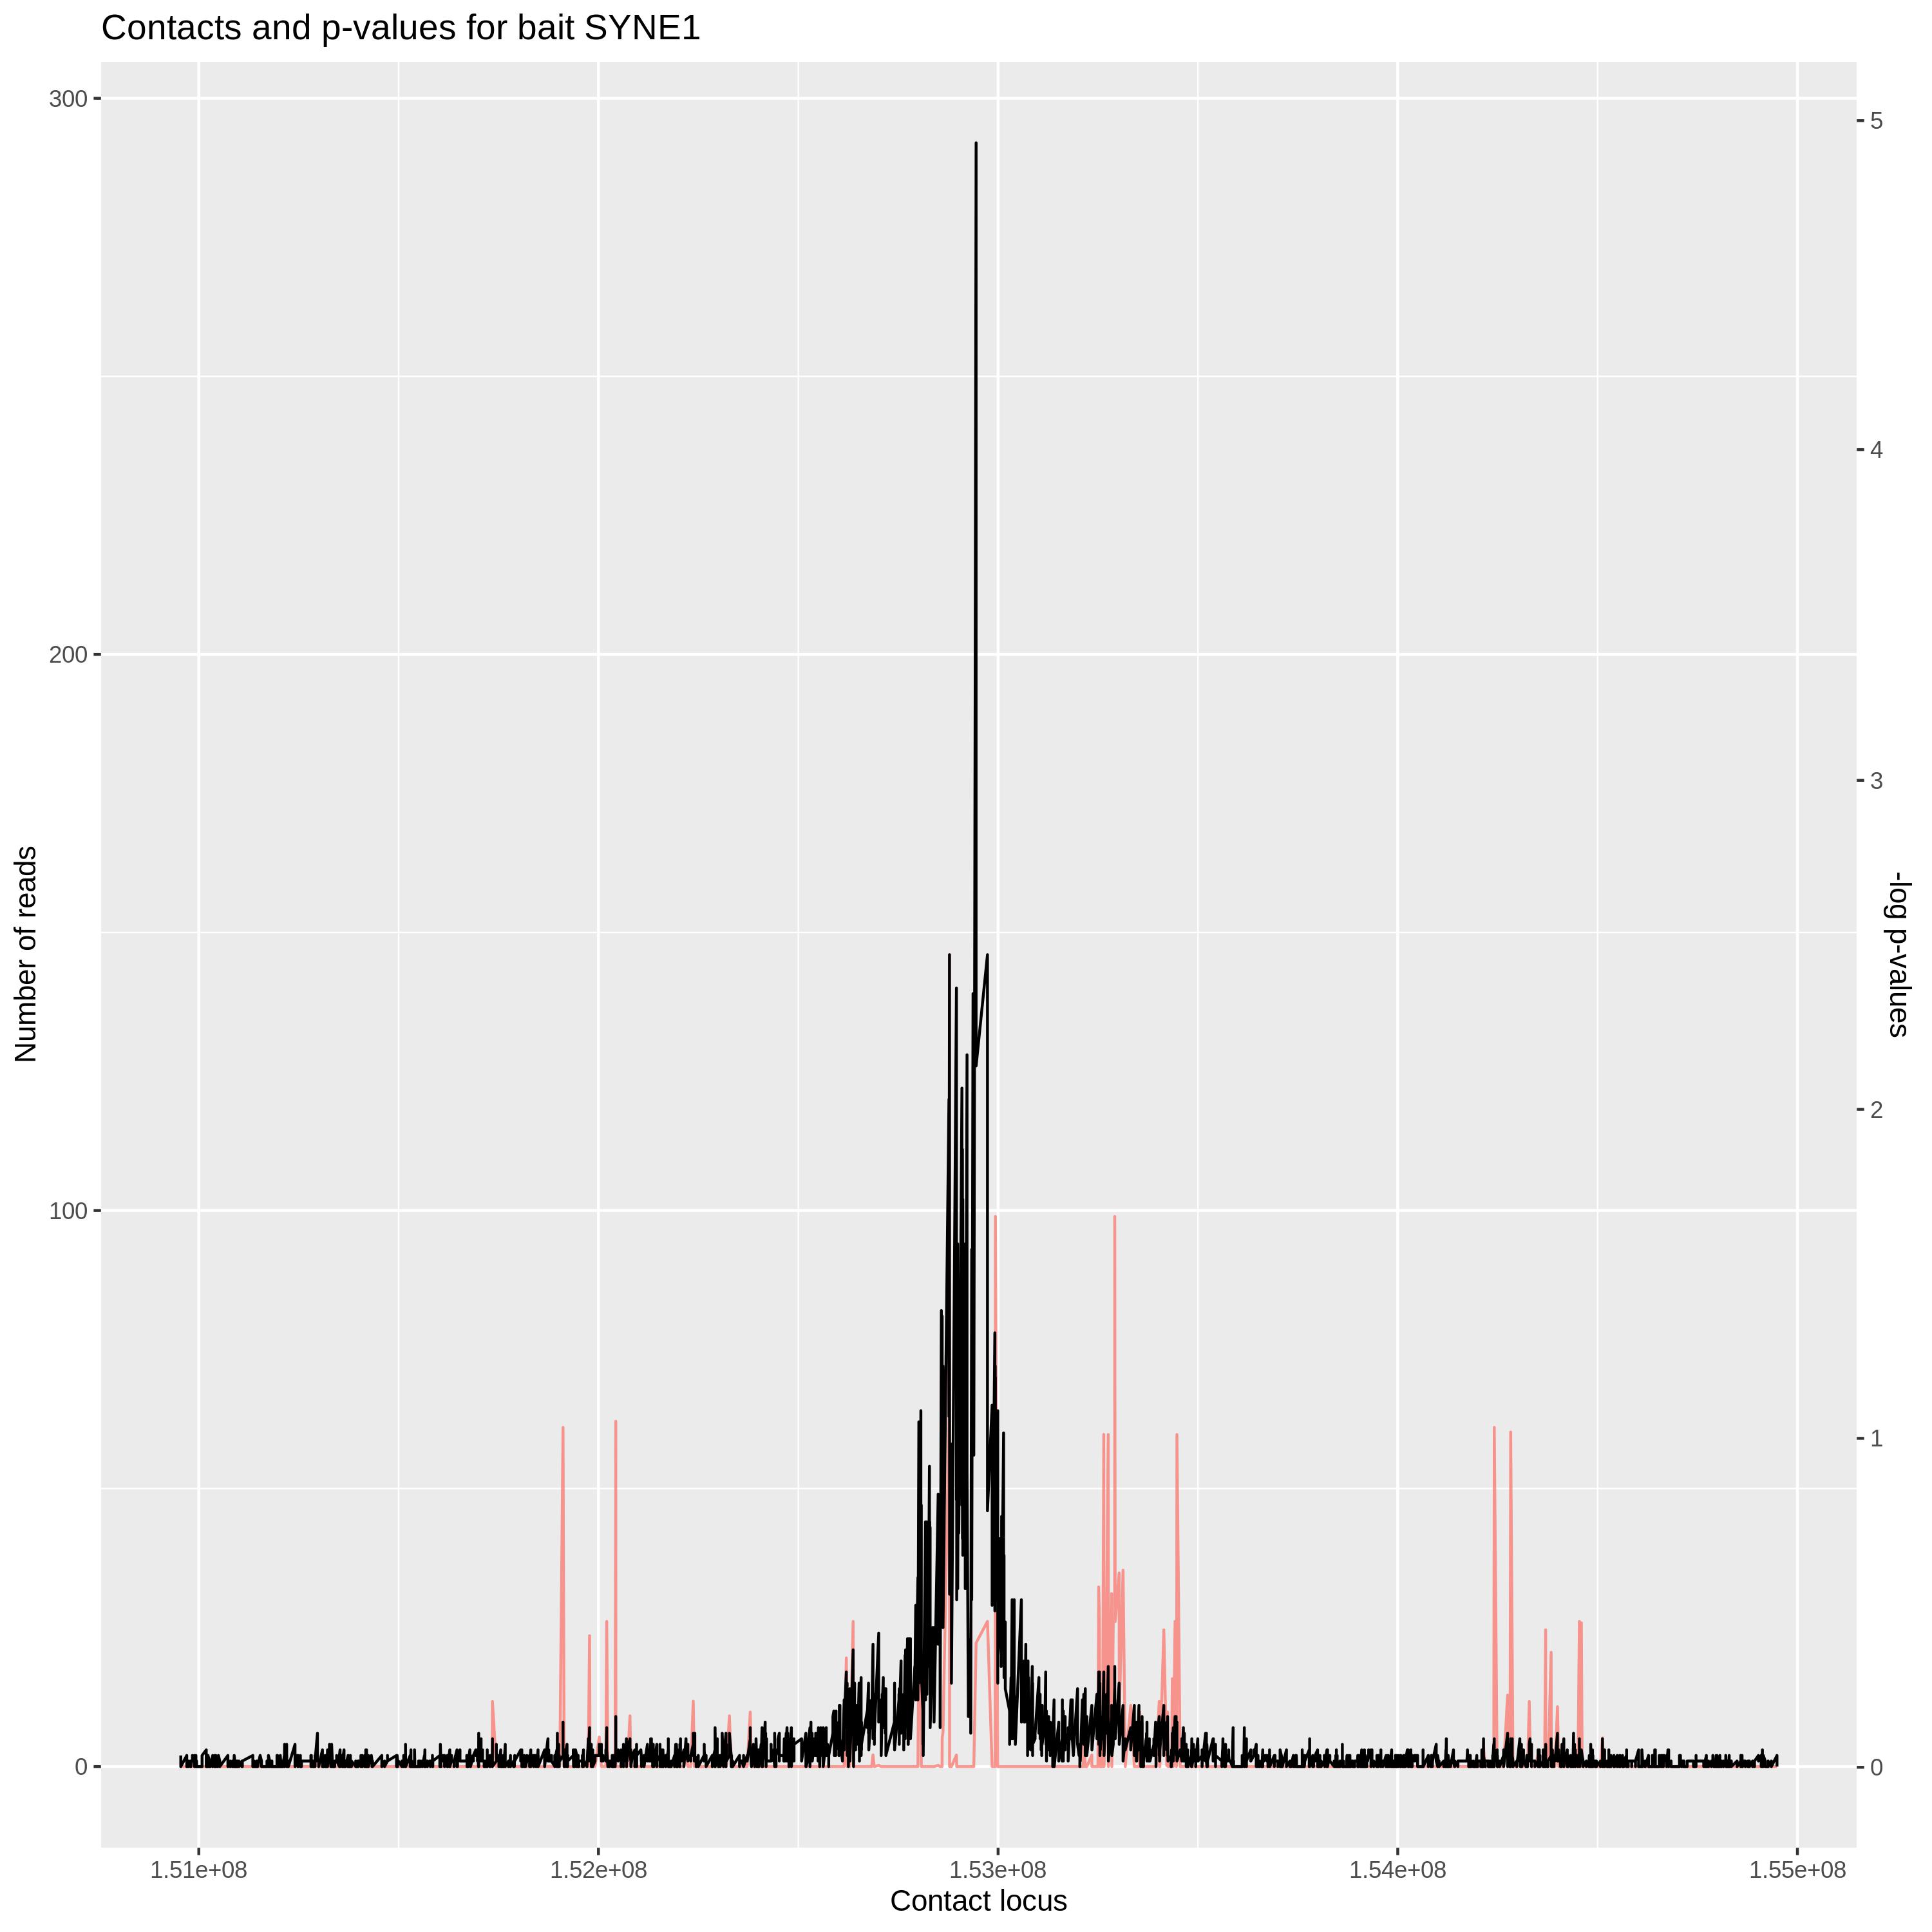 Contacts and p-values for bait SYNE1
300
200
100
0
Number of reads
5
4
3
2
1
0
-log p-values
1.51e+08 1.52e+08 1.53e+08 1.54e+08 1.55e+08
Contact locus